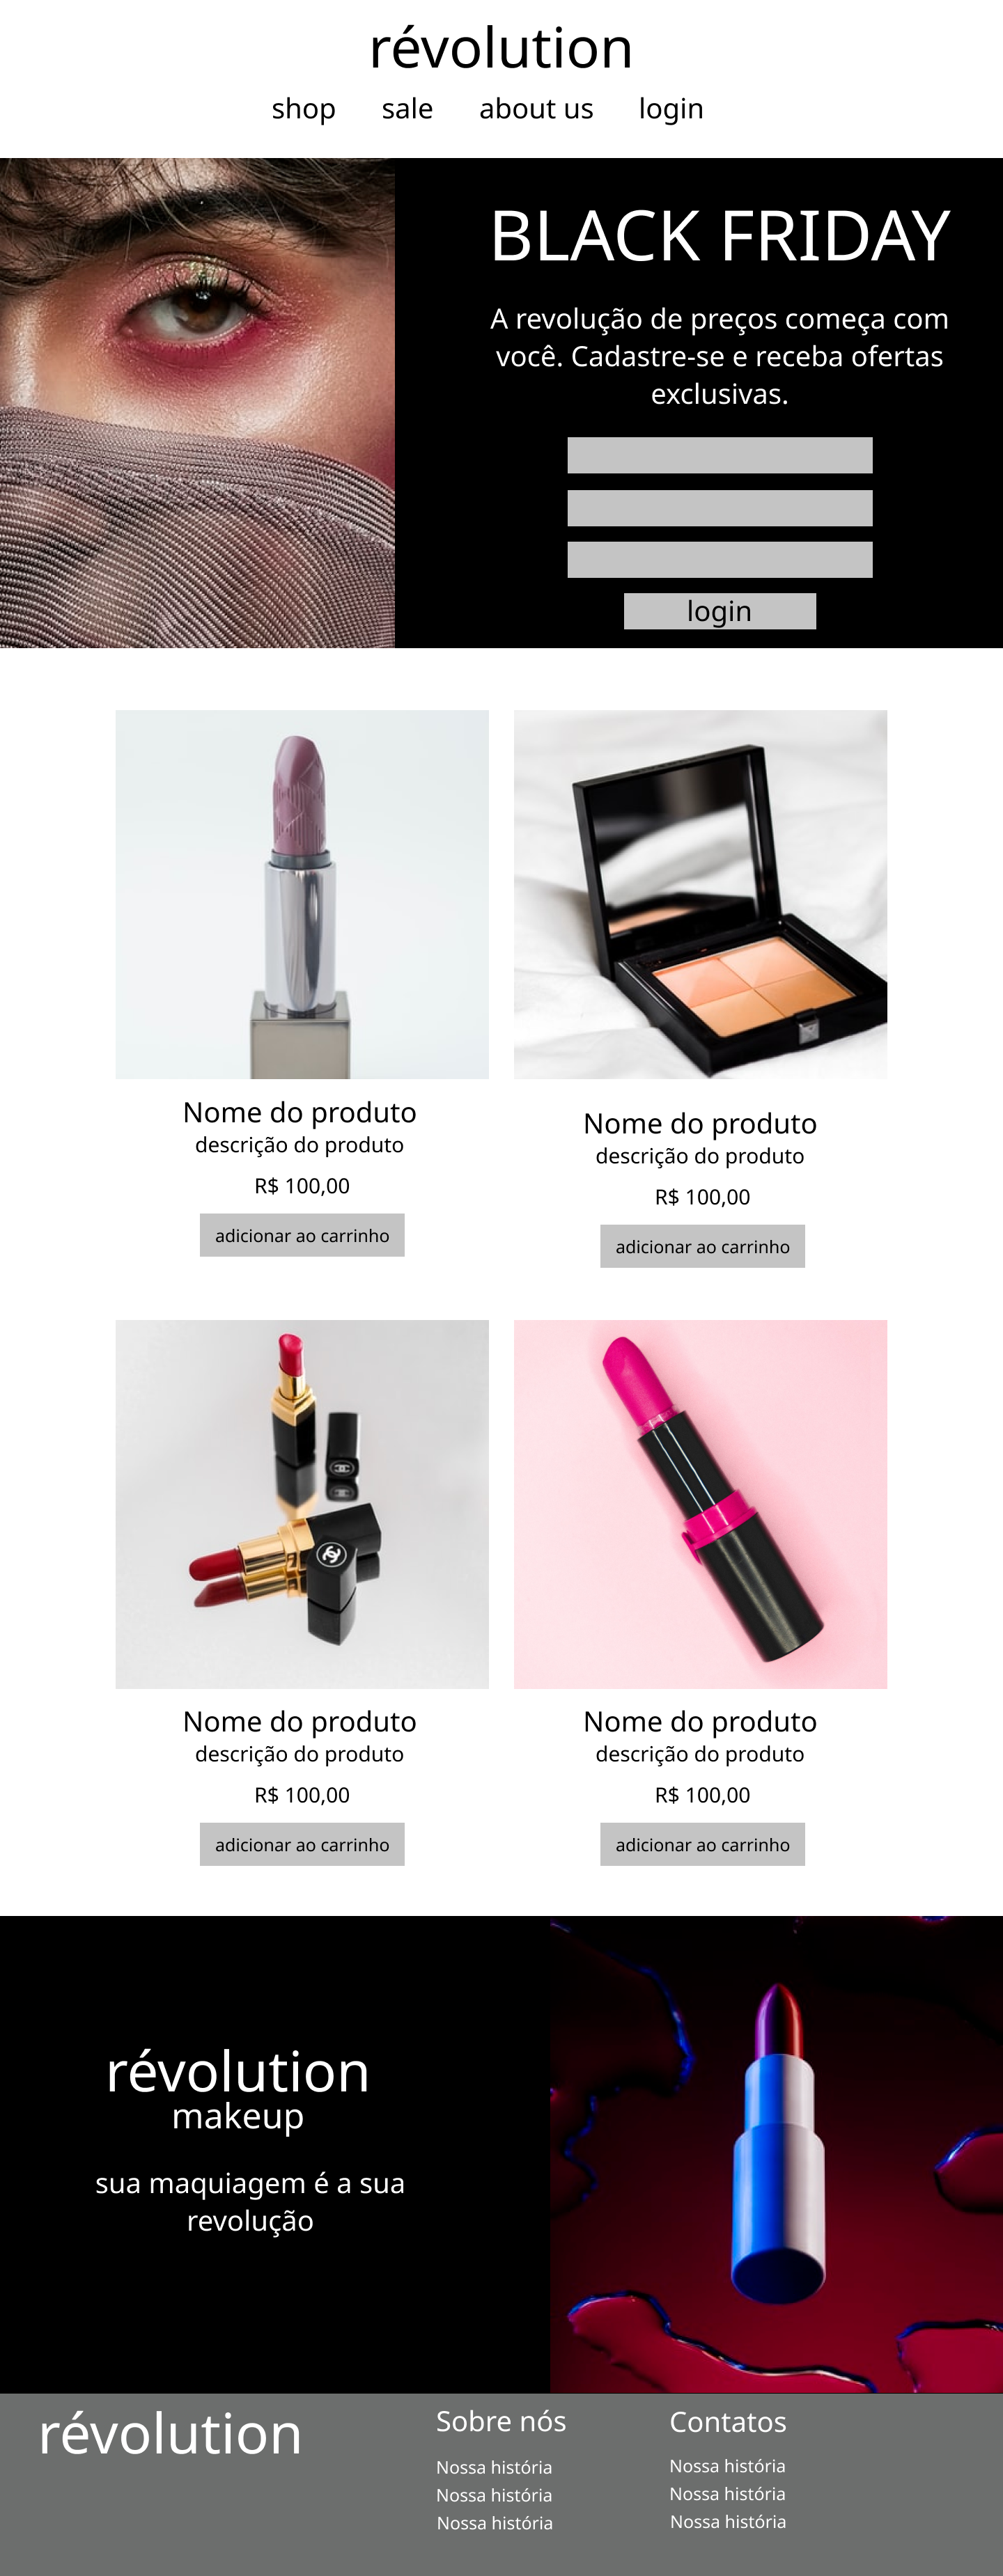 révolution
shop sale about us login
BLACK FRIDAY
A revolução de preços começa com
você. Cadastre-se e receba ofertas
exclusivas.
login
Nome do produto
descrição do produto
R$ 100,00
adicionar ao carrinho
Nome do produto
descrição do produto
R$ 100,00
adicionar ao carrinho
Nome do produto
descrição do produto
R$ 100,00
adicionar ao carrinho
Nome do produto
descrição do produto
R$ 100,00
adicionar ao carrinho
révolution
makeup
sua maquiagem é a sua
revolução
révolution
Sobre nós
Nossa história
Nossa história
Nossa história
Contatos
Nossa história
Nossa história
Nossa história